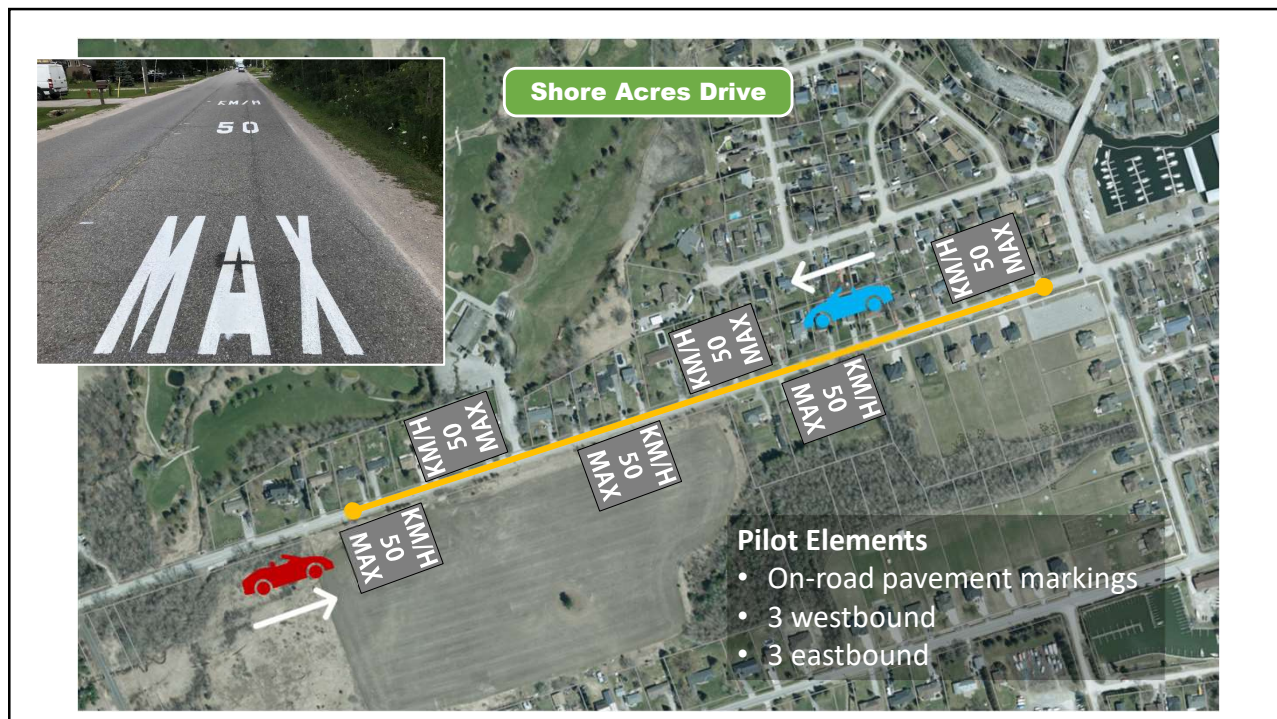 KM/H
50
MAX
Shore Acres Drive
MAX
50
KM/H
MAX
50
KM/H
MAX
50
KM/H
KM/H
50
MAX
KM/H
50
MAX
KM/H
50
MAX
Pilot Elements
• On-road pavement markings
• 3 westbound
• 3 eastbound